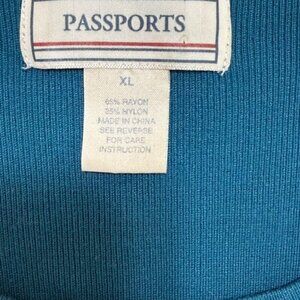 PASSPORTS
XL
65% RAYON
35% NYLON
MADE IN CHINA
SEE REVERSE
FOR CARE
INSTRUCTION